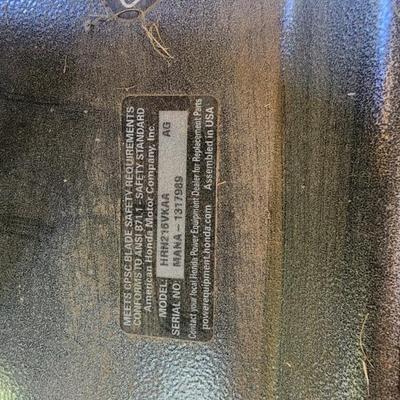 MEETS CPSC BLADE SAFETY REQUIREMENTS
CONFORMS TO ANSI B71.1 - SAFETY STANDARD
American Honda Motor Company, Inc.
MODEL: HRN216VKAA AG
SERIAL NO: MANA - 1317989
Contact your local Honda Power Equipment Dealer for Replacement Parts
powerequipment.honda.com Assembled in USA